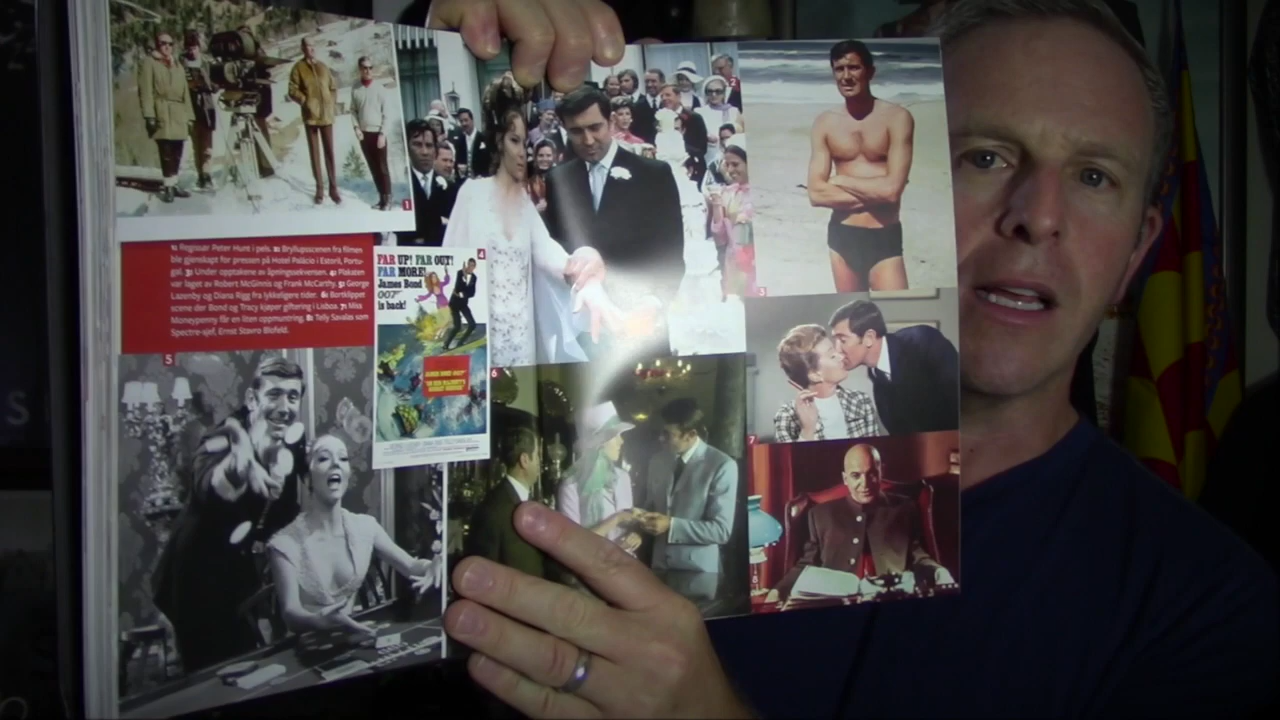 1
2
1) Regissør Peter Hunt i pels. 2) Bryllupsscenen fra filmen
ble gjenskapt for pressen på Hotel Palácio i Estoril, Portu-
gal. 3) Under opptakene av åpningssekvensen. 4) Plakaten
var laget av Robert McGinnis og Frank McCarthy. 5) George
Lazenby og Diana Rigg fra lykkeligere tider. 6) Bortklippet
scene der Bond og Tracy kjøper giftering i Lisboa. 7) Miss
Moneypenny får en liten oppmuntring. 8) Telly Savalas som
Spectre-sjef, Ernst Stavro Blofeld.
4
FAR UP! FAR OUT!
FAR MORE!
James Bond
007
is back!
3
5
6
7
8
S